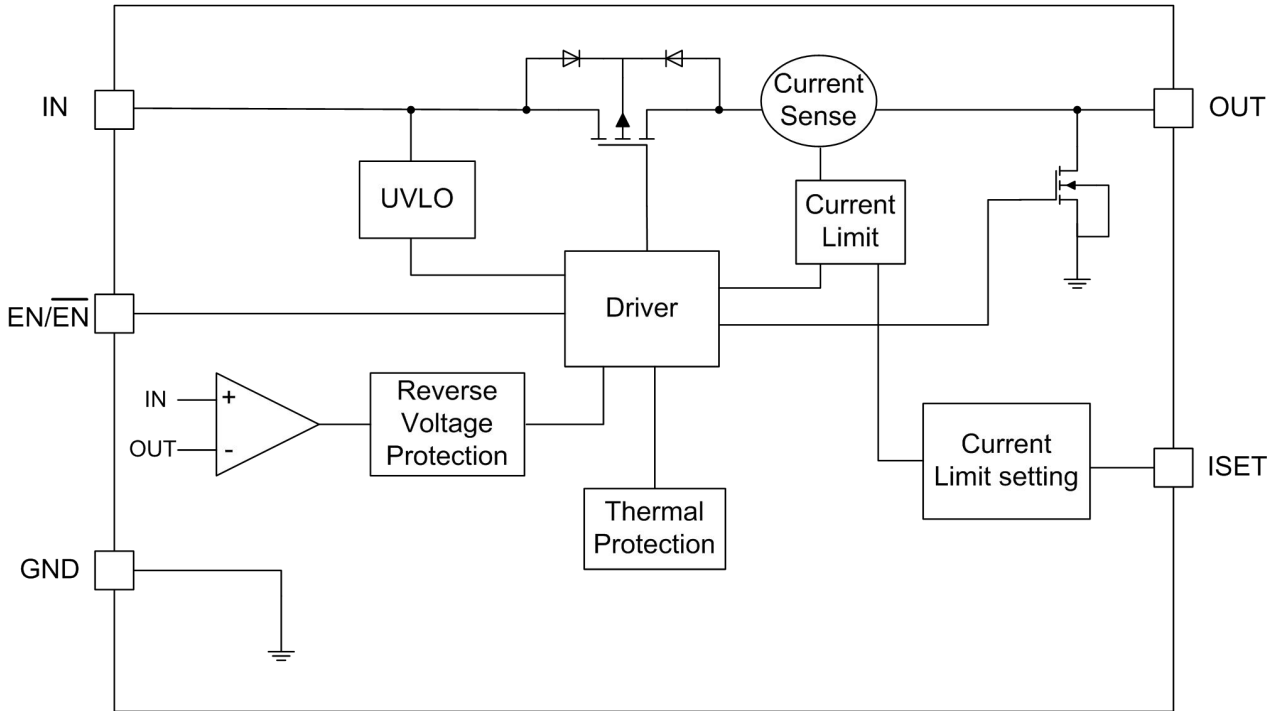 IN
Current
Sense
OUT
UVLO
Current
Limit
EN/E̅N̅
Driver
IN
+
OUT
-
Reverse
Voltage
Protection
Current
Limit setting
ISET
Thermal
Protection
GND